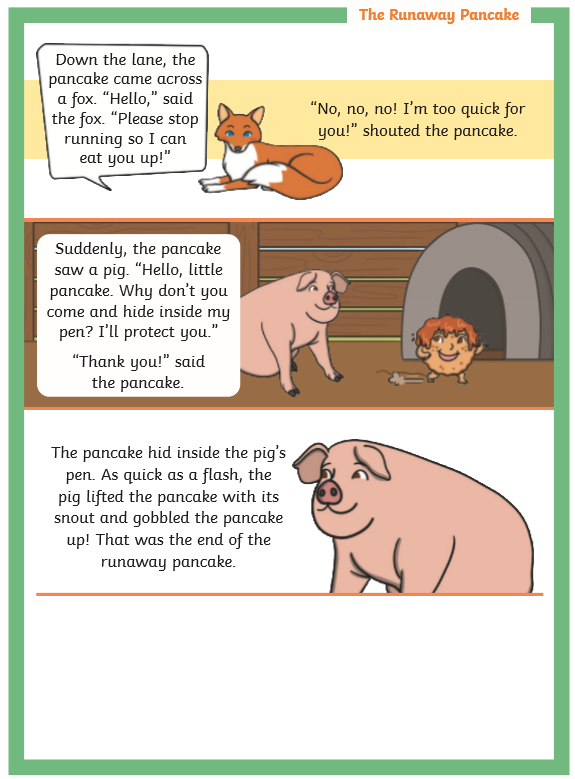 The Runaway Pancake
Down the lane, the
pancake came across
a fox. “Hello,” said
the fox. “Please stop
running so I can
eat you up!”
“No, no, no! I’m too quick for
you!” shouted the pancake.
Suddenly, the pancake
saw a pig. “Hello, little
pancake. Why don’t you
come and hide inside my
pen? I’ll protect you.”
“Thank you!” said
the pancake.
The pancake hid inside the pig’s
pen. As quick as a flash, the
pig lifted the pancake with its
snout and gobbled the pancake
up! That was the end of the
runaway pancake.